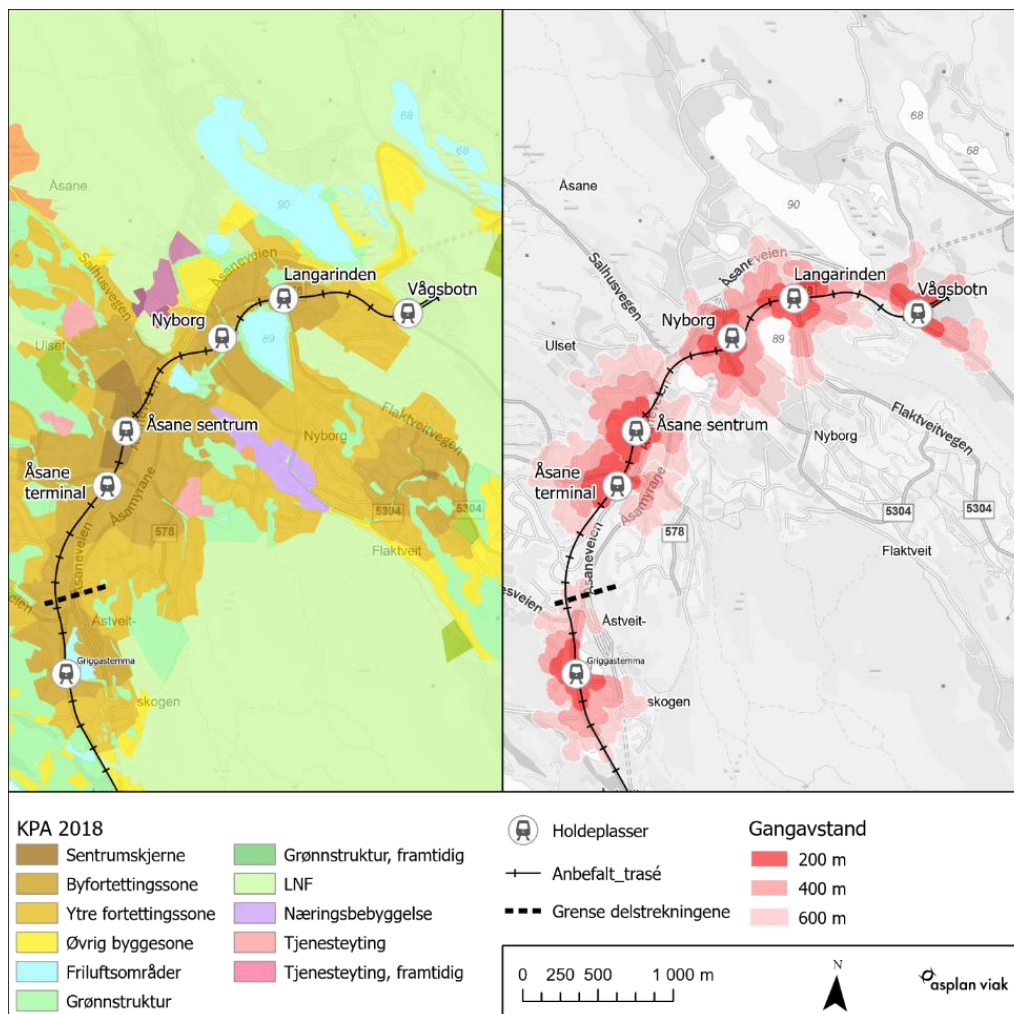 68
68
Åsane
90
Salhusvegen
Åsaneveien
Langarinden
78
Vågsbotn
Nyborg
89
Ulset
Åsane sentrum
Nyborg
Flaktveitvegen
Åsane
terminal
Åsamyrane
5304
5304
578
Åsaneveien
Flaktveit
Åstveit-
Griggastemma
skogen
68
68
Åsane
90
Salhusvegen
Åsaneveien
Langarinden
Vågsbotn
Nyborg
89
Ulset
Åsane sentrum
Flaktveitvegen
Nyborg
Åsane
terminal
Åsamyrane
5304
5304
578
Åsaneveien
Flaktveit
esveien
Åstveit-
Griggastemma
skogen
KPA 2018
Sentrumskjerne
Byfortettingssone
Ytre fortettingssone
Øvrig byggesone
Friluftsområder
Grønnstruktur
Grønnstruktur, framtidig
LNF
Næringsbebyggelse
Tjenesteyting
Tjenesteyting, framtidig
Holdeplasser
Anbefalt_trasé
Grense delstrekningene
Gangavstand
200 m
400 m
600 m
0 250 500 1 000 m
N
asplan viak